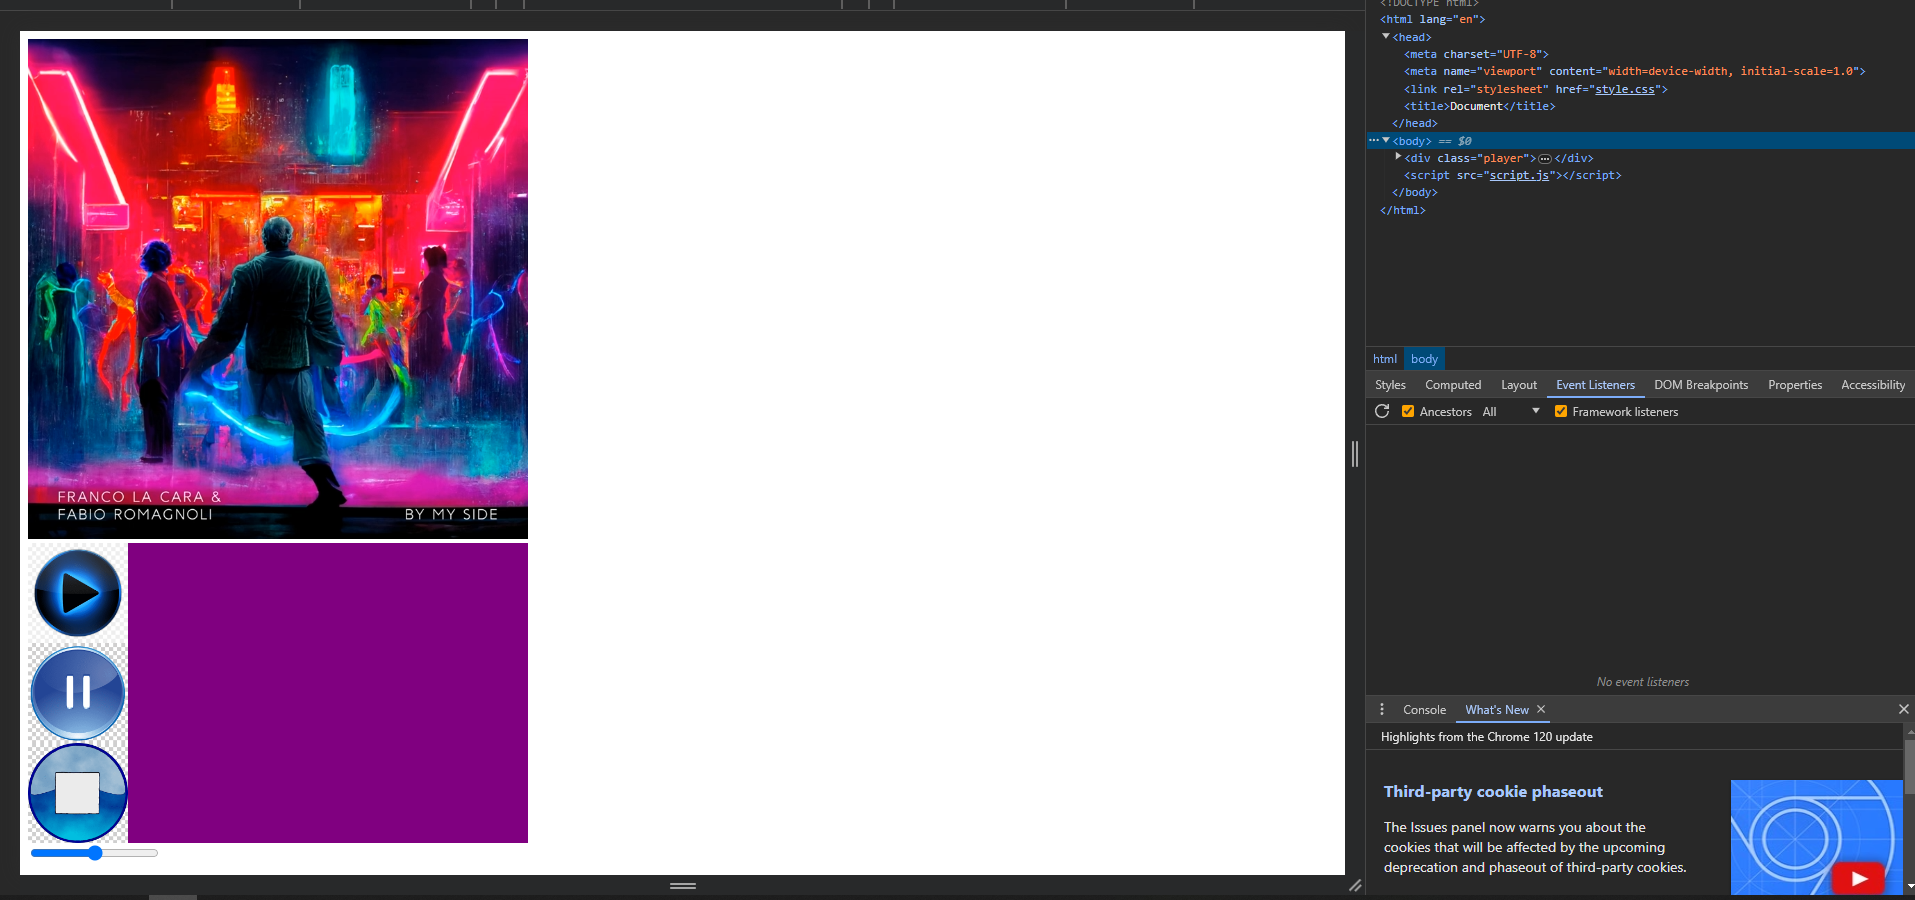 FRANCO LA CARA &
FABIO ROMAGNOLI
BY MY SIDE
<!DOCTYPE html>
<html lang="en">
<head>
<meta charset="UTF-8">
<meta name="viewport" content="width=device-width, initial-scale=1.0">
<link rel="stylesheet" href="style.css">
<title>Document</title>
</head>
<body> == $0
<div class="player">…</div>
<script src="script.js"></script>
</body>
</html>
html body
Styles Computed Layout Event Listeners DOM Breakpoints Properties Accessibility
Ancestors All Framework listeners
No event listeners
Console What's New
Highlights from the Chrome 120 update
Third-party cookie phaseout
The Issues panel now warns you about the
cookies that will be affected by the upcoming
deprecation and phaseout of third-party cookies.